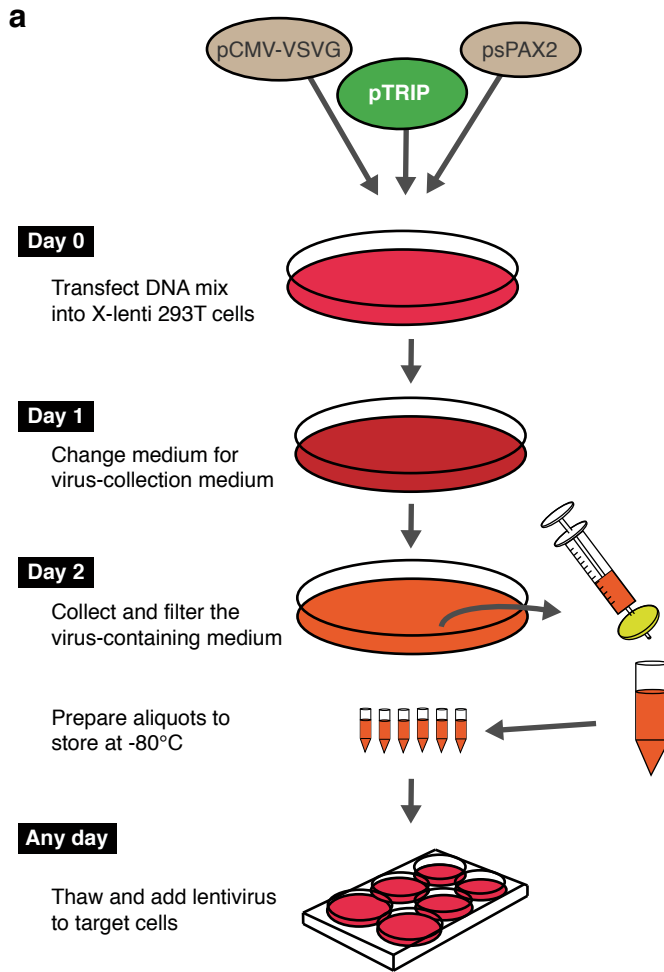 a
pCMV-VSVG
psPAX2
pTRIP
Day 0
Transfect DNA mix
into X-lenti 293T cells
Day 1
Change medium for
virus-collection medium
Day 2
Collect and filter the
virus-containing medium
Prepare aliquots to
store at -80°C
Any day
Thaw and add lentivirus
to target cells